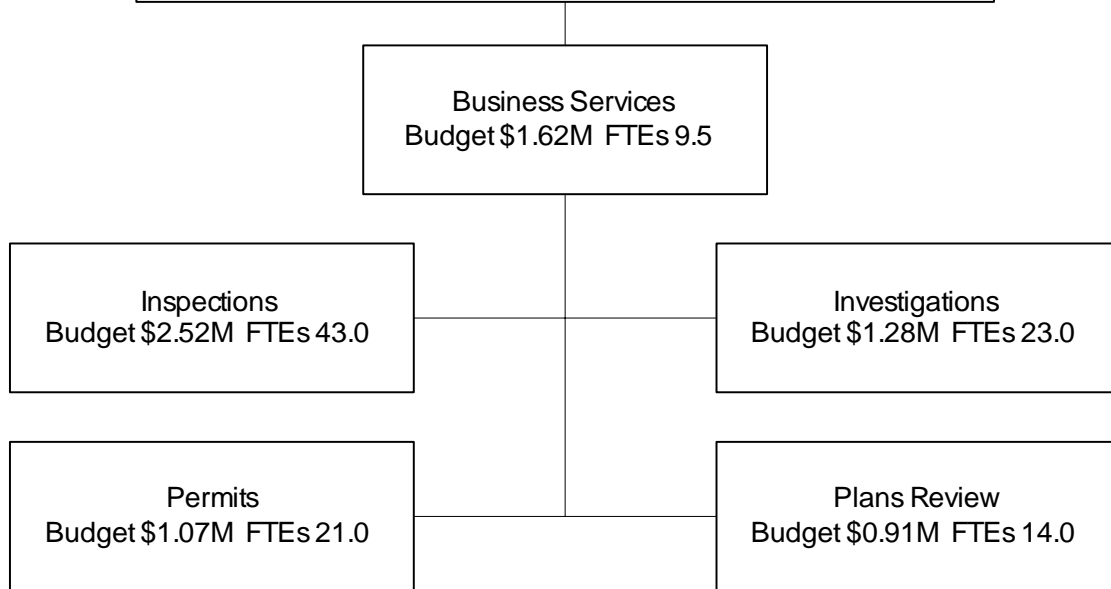 Business Services
Budget $1.62M FTEs 9.5
Inspections
Budget $2.52M FTEs 43.0
Investigations
Budget $1.28M FTEs 23.0
Permits
Budget $1.07M FTEs 21.0
Plans Review
Budget $0.91M FTEs 14.0